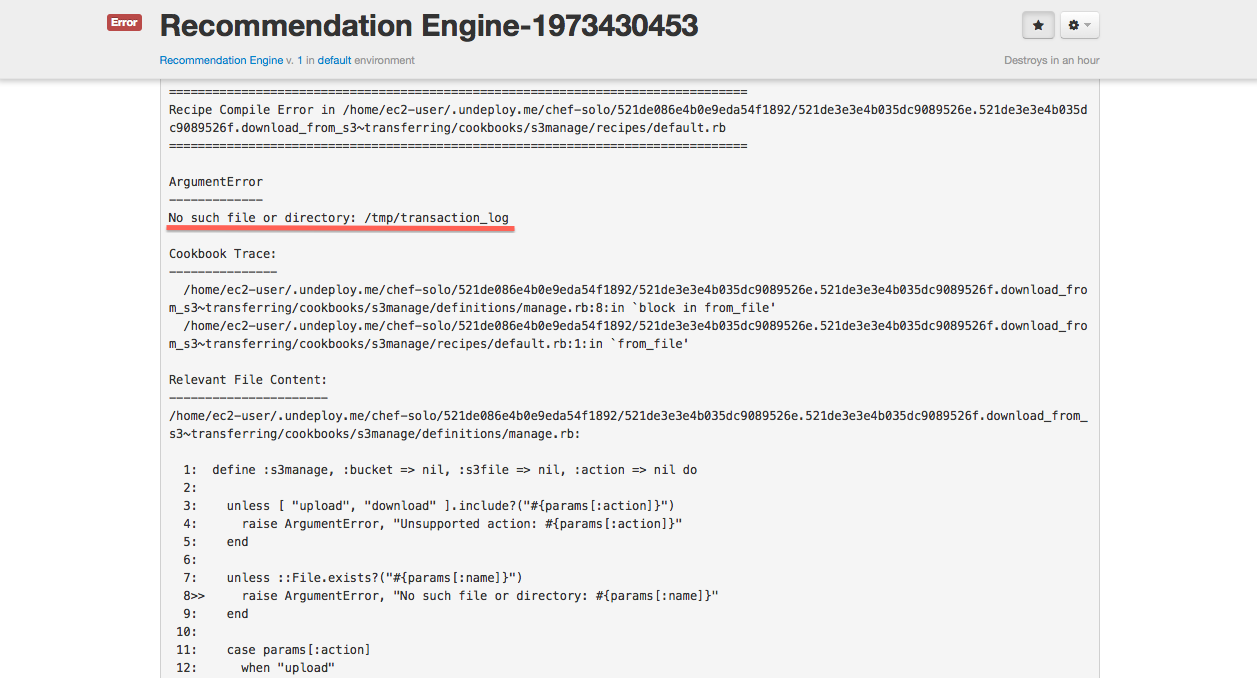 Error
Recommendation Engine-1973430453
Recommendation Engine v. 1 in default environment
Destroys in an hour
================================================================================
Recipe Compile Error in /home/ec2-user/.undeploy.me/chef-solo/521de086e4b0e9eda54f1892/521de3e3e4b035dc9089526e.521de3e3e4b035d
c9089526f.download_from_s3~transferring/cookbooks/s3manage/recipes/default.rb
================================================================================
ArgumentError
-------------
No such file or directory: /tmp/transaction_log
Cookbook Trace:
---------------
/home/ec2-user/.undeploy.me/chef-solo/521de086e4b0e9eda54f1892/521de3e3e4b035dc9089526e.521de3e3e4b035dc9089526f.download_fro
m_s3~transferring/cookbooks/s3manage/definitions/manage.rb:8:in `block in from_file'
/home/ec2-user/.undeploy.me/chef-solo/521de086e4b0e9eda54f1892/521de3e3e4b035dc9089526e.521de3e3e4b035dc9089526f.download_fro
m_s3~transferring/cookbooks/s3manage/recipes/default.rb:1:in `from_file'
Relevant File Content:
----------------------
/home/ec2-user/.undeploy.me/chef-solo/521de086e4b0e9eda54f1892/521de3e3e4b035dc9089526e.521de3e3e4b035dc9089526f.download_from_
s3~transferring/cookbooks/s3manage/definitions/manage.rb:
1:  define :s3manage, :bucket => nil, :s3file => nil, :action => nil do
2:
3:    unless [ "upload", "download" ].include?("#{params[:action]}")
4:      raise ArgumentError, "Unsupported action: #{params[:action]}"
5:    end
6:
7:    unless ::File.exists?("#{params[:name]}")
8>>     raise ArgumentError, "No such file or directory: #{params[:name]}"
9:    end
10:
11:    case params[:action]
12:      when "upload"